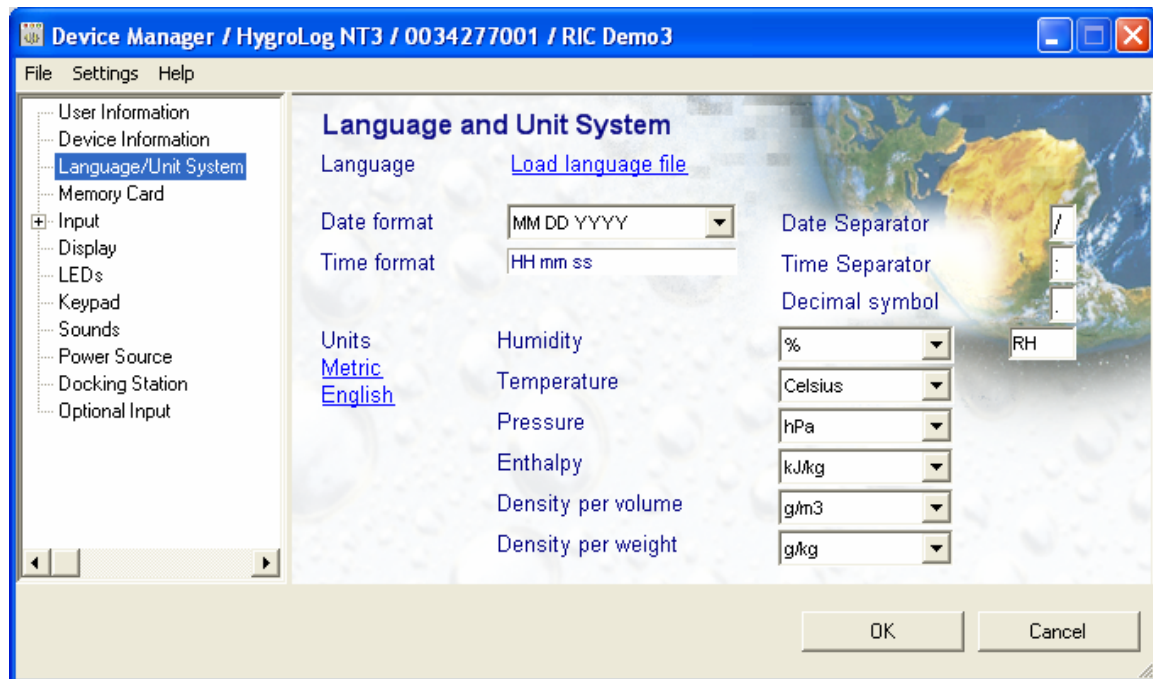 Device Manager / HygroLog NT3 / 0034277001 / RIC Demo3
File Settings Help
User Information
Device Information
Language/Unit System
Memory Card
Input
Display
LEDs
Keypad
Sounds
Power Source
Docking Station
Optional Input
Language and Unit System
Language Load language file
Date format MM DD YYYY Date Separator /
Time format HH mm ss Time Separator :
Decimal symbol .
Units Humidity % RH
Metric
English
Temperature Celsius
Pressure hPa
Enthalpy kJ/kg
Density per volume g/m3
Density per weight g/kg
OK Cancel